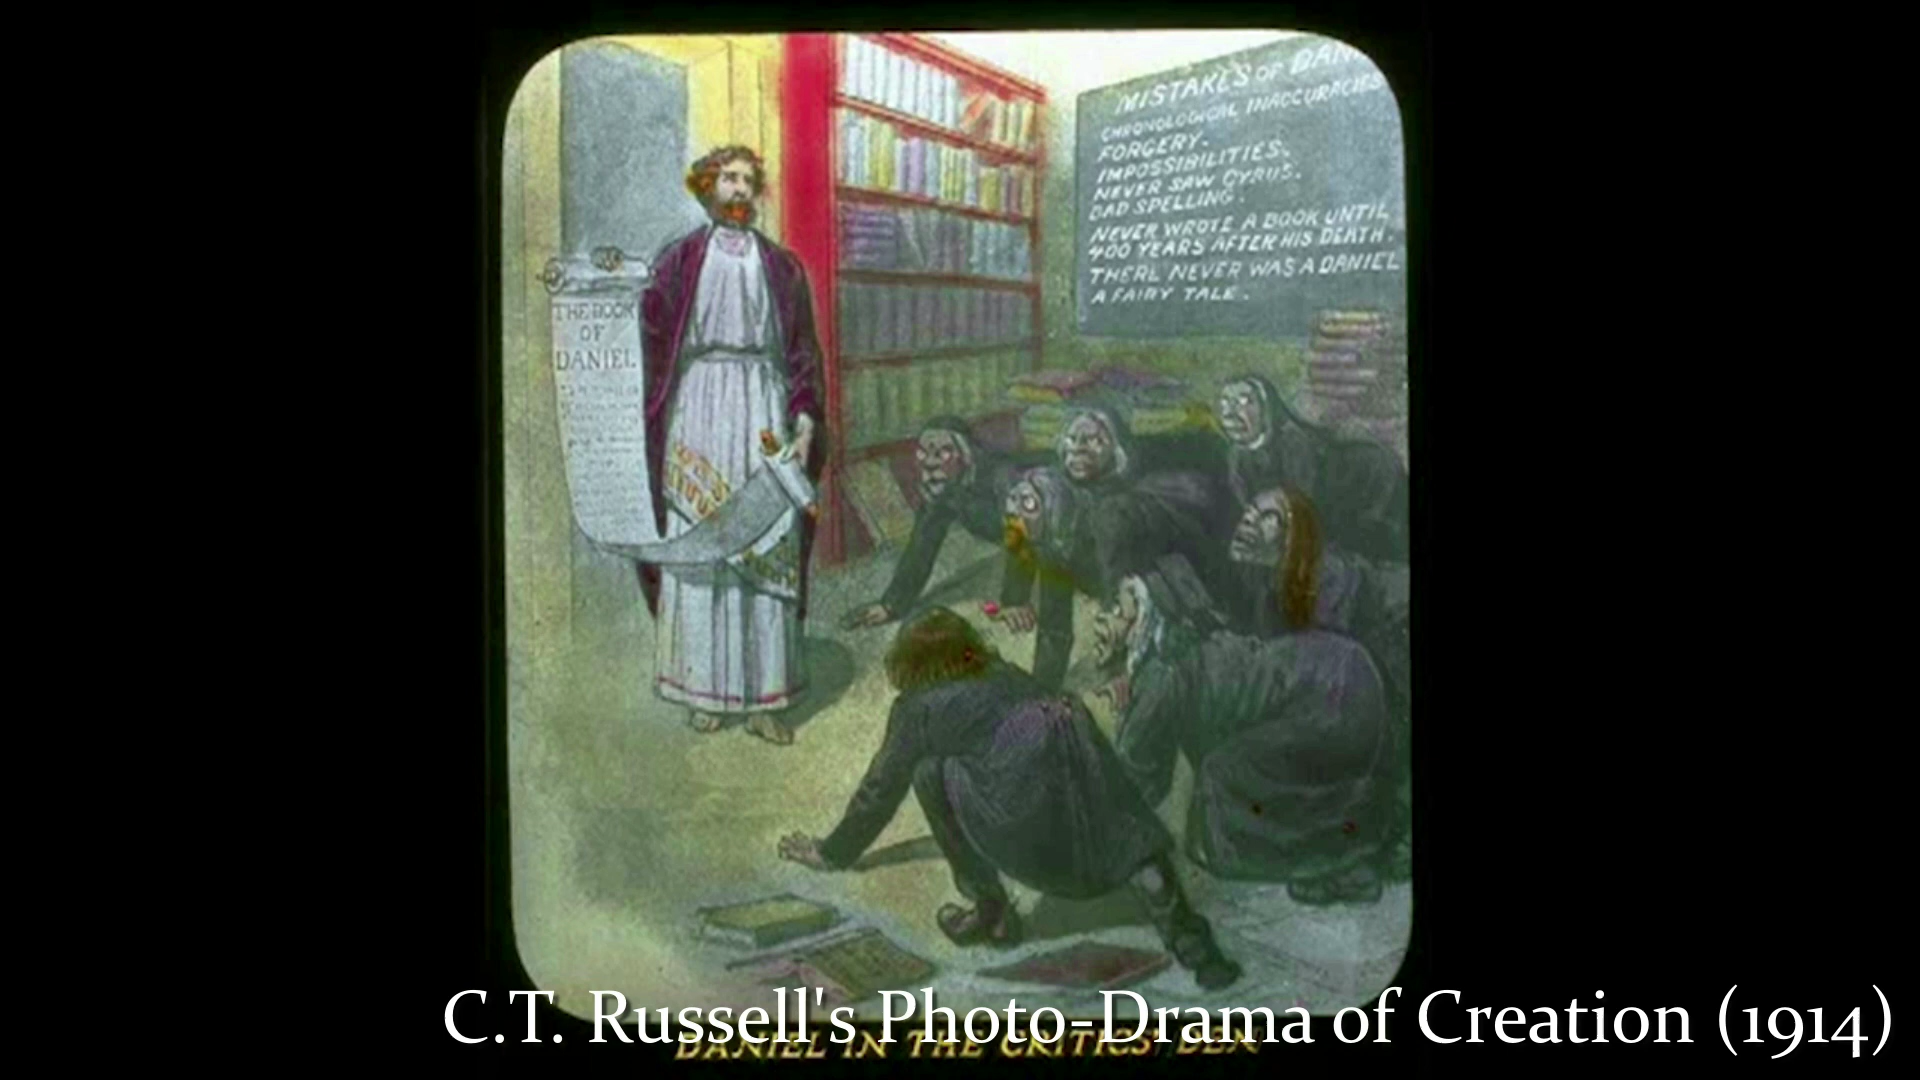 MISTAKES OF DAN
CHRONOLOGICAL INACCURACIES
FORGERY.
IMPOSSIBILITIES.
NEVER SAW CYRUS.
BAD SPELLING.
NEVER WROTE A BOOK UNTIL
400 YEARS AFTER HIS DEATH.
THERE NEVER WAS A DANIEL
A FAIRY TALE.
THE BOOK
OF
DANIEL
C.T. Russell's Photo-Drama of Creation (1914)
DANIEL IN THE CRITICS' DEN